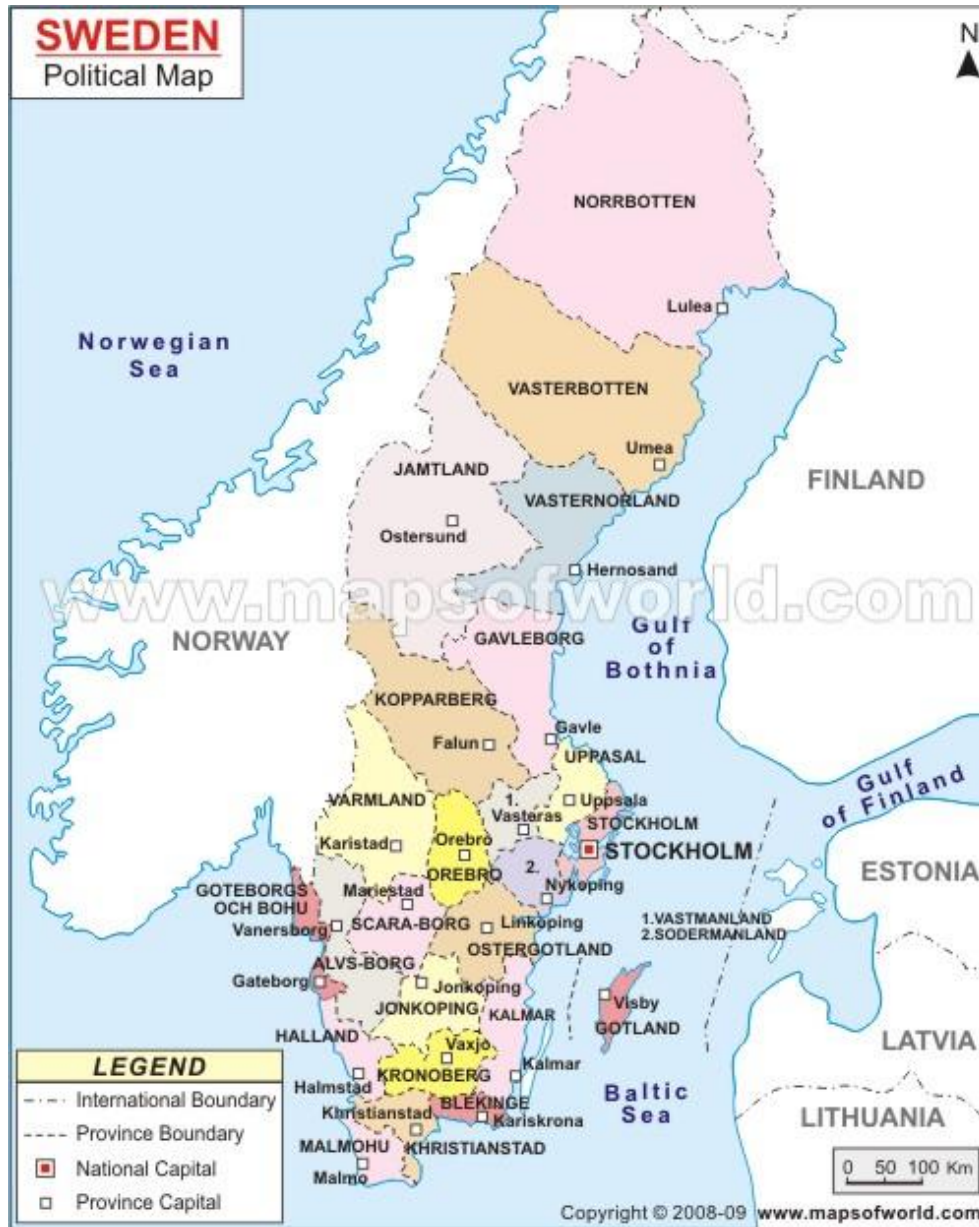 SWEDEN
Political Map
N
NORRBOTTEN
Lulea
Norwegian
Sea
VASTERBOTTEN
Umea
JAMTLAND
FINLAND
VASTERNORLAND
Ostersund
Hernosand
www.mapsofworld.com
NORWAY
GAVLEBORG
Gulf
of
Bothnia
KOPPARBERG
Falun
Gavle
UPPASAL
Gulf
of Finland
VARMLAND
1.
Vasteras
Uppsala
STOCKHOLM
Karistad
Orebro
STOCKHOLM
OREBRO
2.
ESTONIA
GOTEBORGS
OCH BOHU
Mariestad
Nykoping
Vanersborg
SCARA-BORG
Linkoping
1.VASTMANLAND
2.SODERMANLAND
OSTERGOTLAND
ALVS-BORG
Gateborg
Jonkoping
JONKOPING
KALMAR
Visby
GOTLAND
HALLAND
Vaxjo
LATVIA
KRONOBERG
Kalmar
Halmstad
BLEKINGE
Baltic
Sea
Khristianstad
Kariskrona
LITHUANIA
MALMOHU
KHRISTIANSTAD
Malmo
LEGEND
International Boundary
Province Boundary
National Capital
Province Capital
0 50 100 Km
Copyright © 2008-09 www.mapsofworld.com